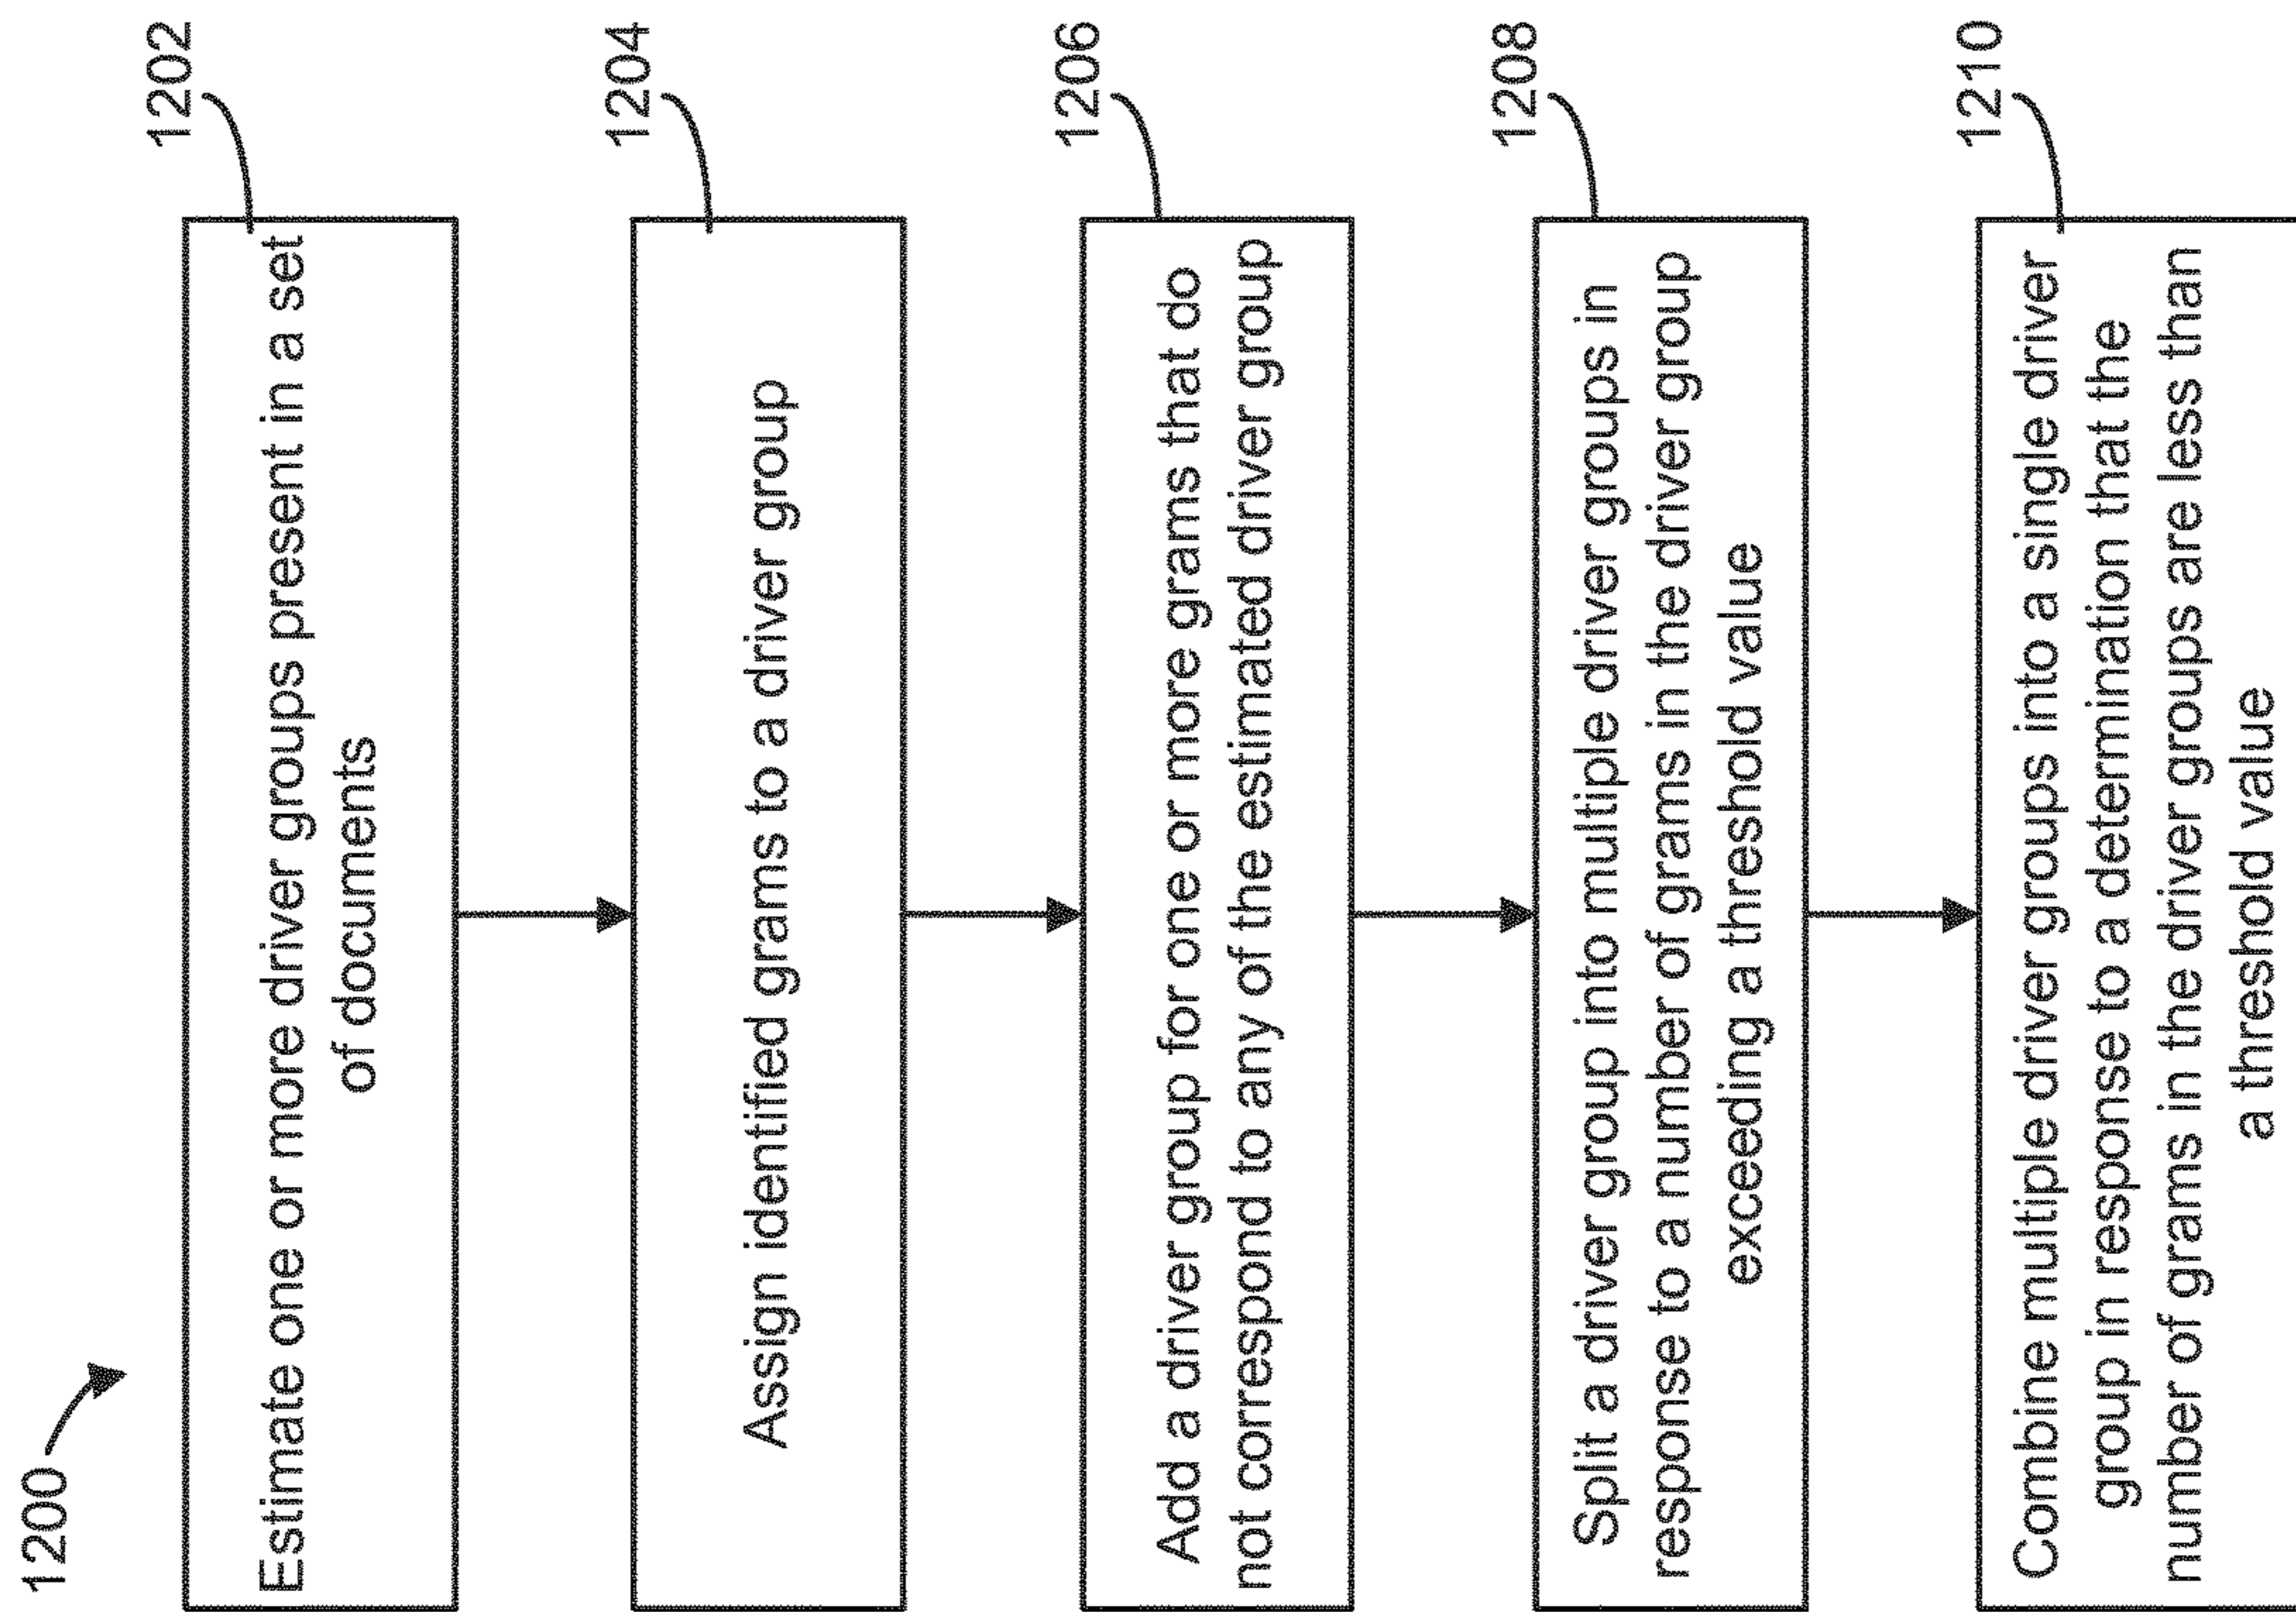 1200
1202
Estimate one or more driver groups present in a set
of documents
1204
Assign identified grams to a driver group
1206
Add a driver group for one or more grams that do
not correspond to any of the estimated driver group
1208
Split a driver group into multiple driver groups in
response to a number of grams in the driver group
exceeding a threshold value
1210
Combine multiple driver groups into a single driver
group in response to a determination that the
number of grams in the driver groups are less than
a threshold value